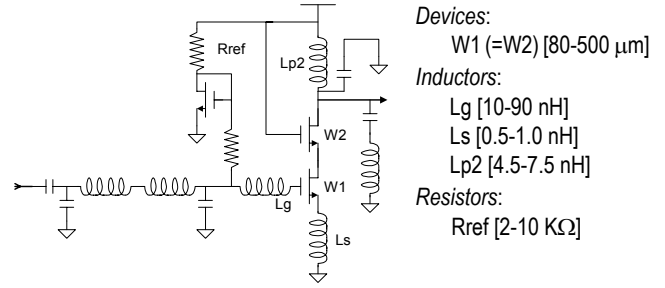 Rref
Lp2
W2
W1
Lg
Ls
Devices:
W1 (=W2) [80-500 μm]
Inductors:
Lg [10-90 nH]
Ls [0.5-1.0 nH]
Lp2 [4.5-7.5 nH]
Resistors:
Rref [2-10 KΩ]